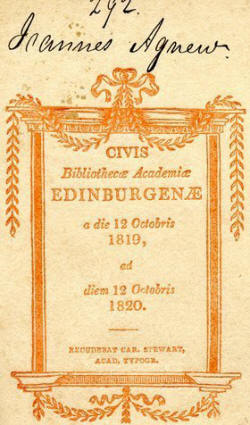 292.
Joannes Agnew.
CIVIS
Bibliothecæ Academiæ
EDINBURGENÆ
a die 12 Octobris
1819,
ad
diem 12 Octobris
1820.
EXCUDEBAT CAR. STEWART,
ACAD. TYPOGR.